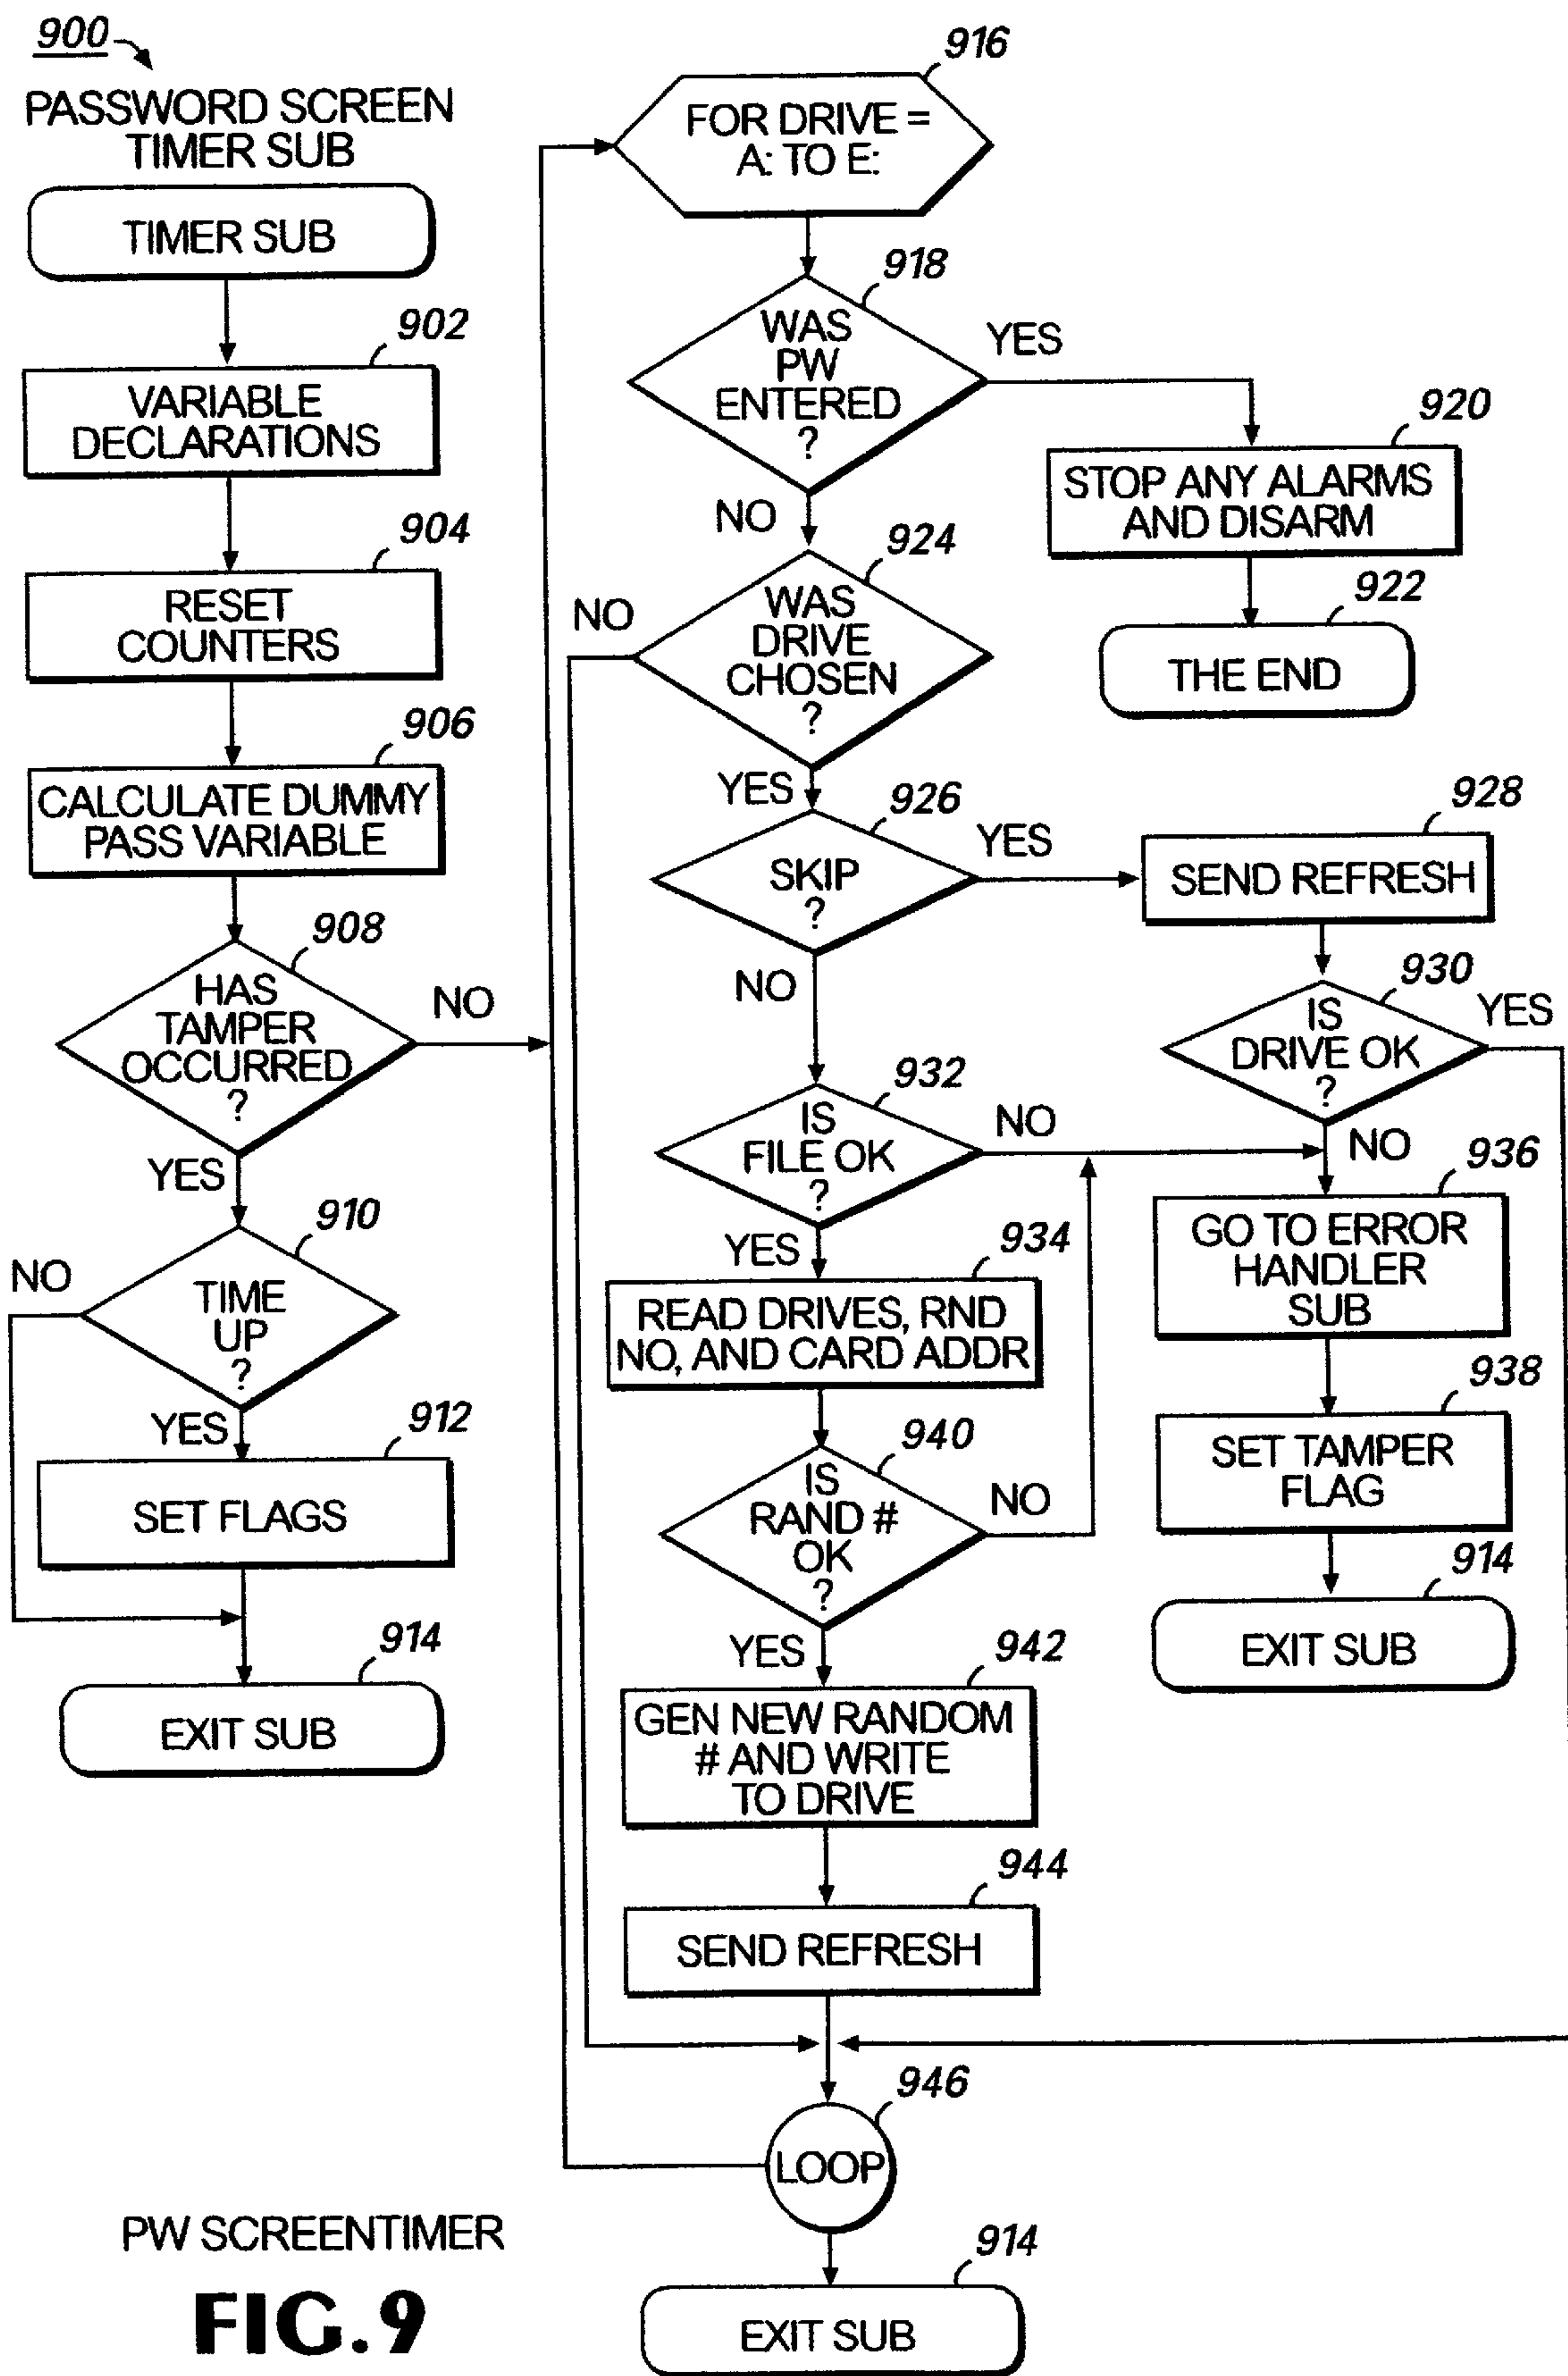 900
PASSWORD SCREEN
TIMER SUB
TIMER SUB
902
VARIABLE
DECLARATIONS
904
RESET
COUNTERS
906
CALCULATE DUMMY
PASS VARIABLE
908
HAS
TAMPER
OCCURRED
?
NO
YES
910
NO
TIME
UP
?
YES
912
SET FLAGS
914
EXIT SUB
916
FOR DRIVE =
A: TO E:
918
WAS
PW
ENTERED
?
YES
920
STOP ANY ALARMS
AND DISARM
922
THE END
NO
924
NO
WAS
DRIVE
CHOSEN
?
YES
926
SKIP
?
YES
928
SEND REFRESH
930
IS
DRIVE OK
?
YES
NO
NO
932
IS
FILE OK
?
NO
YES
934
READ DRIVES, RND
NO, AND CARD ADDR
936
GO TO ERROR
HANDLER
SUB
938
SET TAMPER
FLAG
914
EXIT SUB
940
IS
RAND #
OK
?
NO
YES
942
GEN NEW RANDOM
# AND WRITE
TO DRIVE
944
SEND REFRESH
946
LOOP
914
EXIT SUB
PW SCREENTIMER
FIG.9